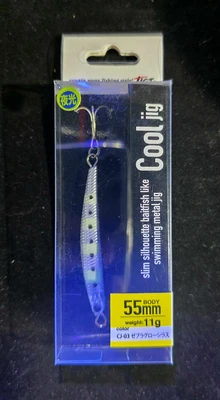 夜光
Cool jig
slim silhouette baitfish like
swimming metal jig
55mm BODY
weight: 11g
color
CJ-03 ゼブラグローシラス